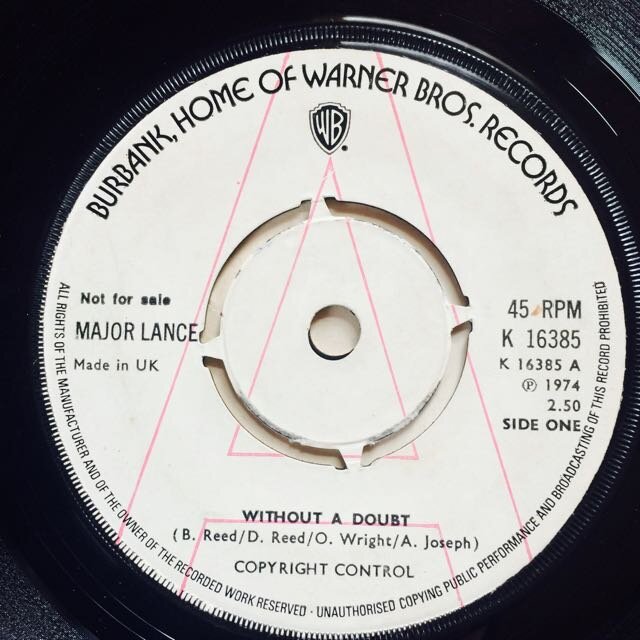 BURBANK, HOME OF WARNER BROS. RECORDS
WB
Not for sale
MAJOR LANCE
Made in UK
45 RPM
K 16385
K 16385 A
℗ 1974
2.50
SIDE ONE
WITHOUT A DOUBT
(B. Reed/D. Reed/O. Wright/A. Joseph)
COPYRIGHT CONTROL
ALL RIGHTS OF THE MANUFACTURER AND OF THE OWNER OF THE RECORDED WORK RESERVED · UNAUTHORISED COPYING PUBLIC PERFORMANCE AND BROADCASTING OF THIS RECORD PROHIBITED
A